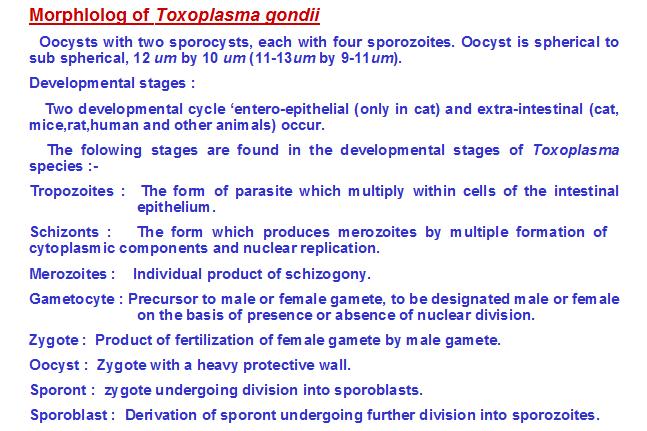 Morphlolog of Toxoplasma gondii
Oocysts with two sporocysts, each with four sporozoites. Oocyst is spherical to
sub spherical, 12 um by 10 um (11-13um by 9-11um).
Developmental stages :
Two developmental cycle ‘entero-epithelial (only in cat) and extra-intestinal (cat,
mice,rat,human and other animals) occur.
The folowing stages are found in the developmental stages of Toxoplasma
species :-
Tropozoites : The form of parasite which multiply within cells of the intestinal
epithelium.
Schizonts : The form which produces merozoites by multiple formation of
cytoplasmic components and nuclear replication.
Merozoites : Individual product of schizogony.
Gametocyte : Precursor to male or female gamete, to be designated male or female
on the basis of presence or absence of nuclear division.
Zygote : Product of fertilization of female gamete by male gamete.
Oocyst : Zygote with a heavy protective wall.
Sporont : zygote undergoing division into sporoblasts.
Sporoblast : Derivation of sporont undergoing further division into sporozoites.